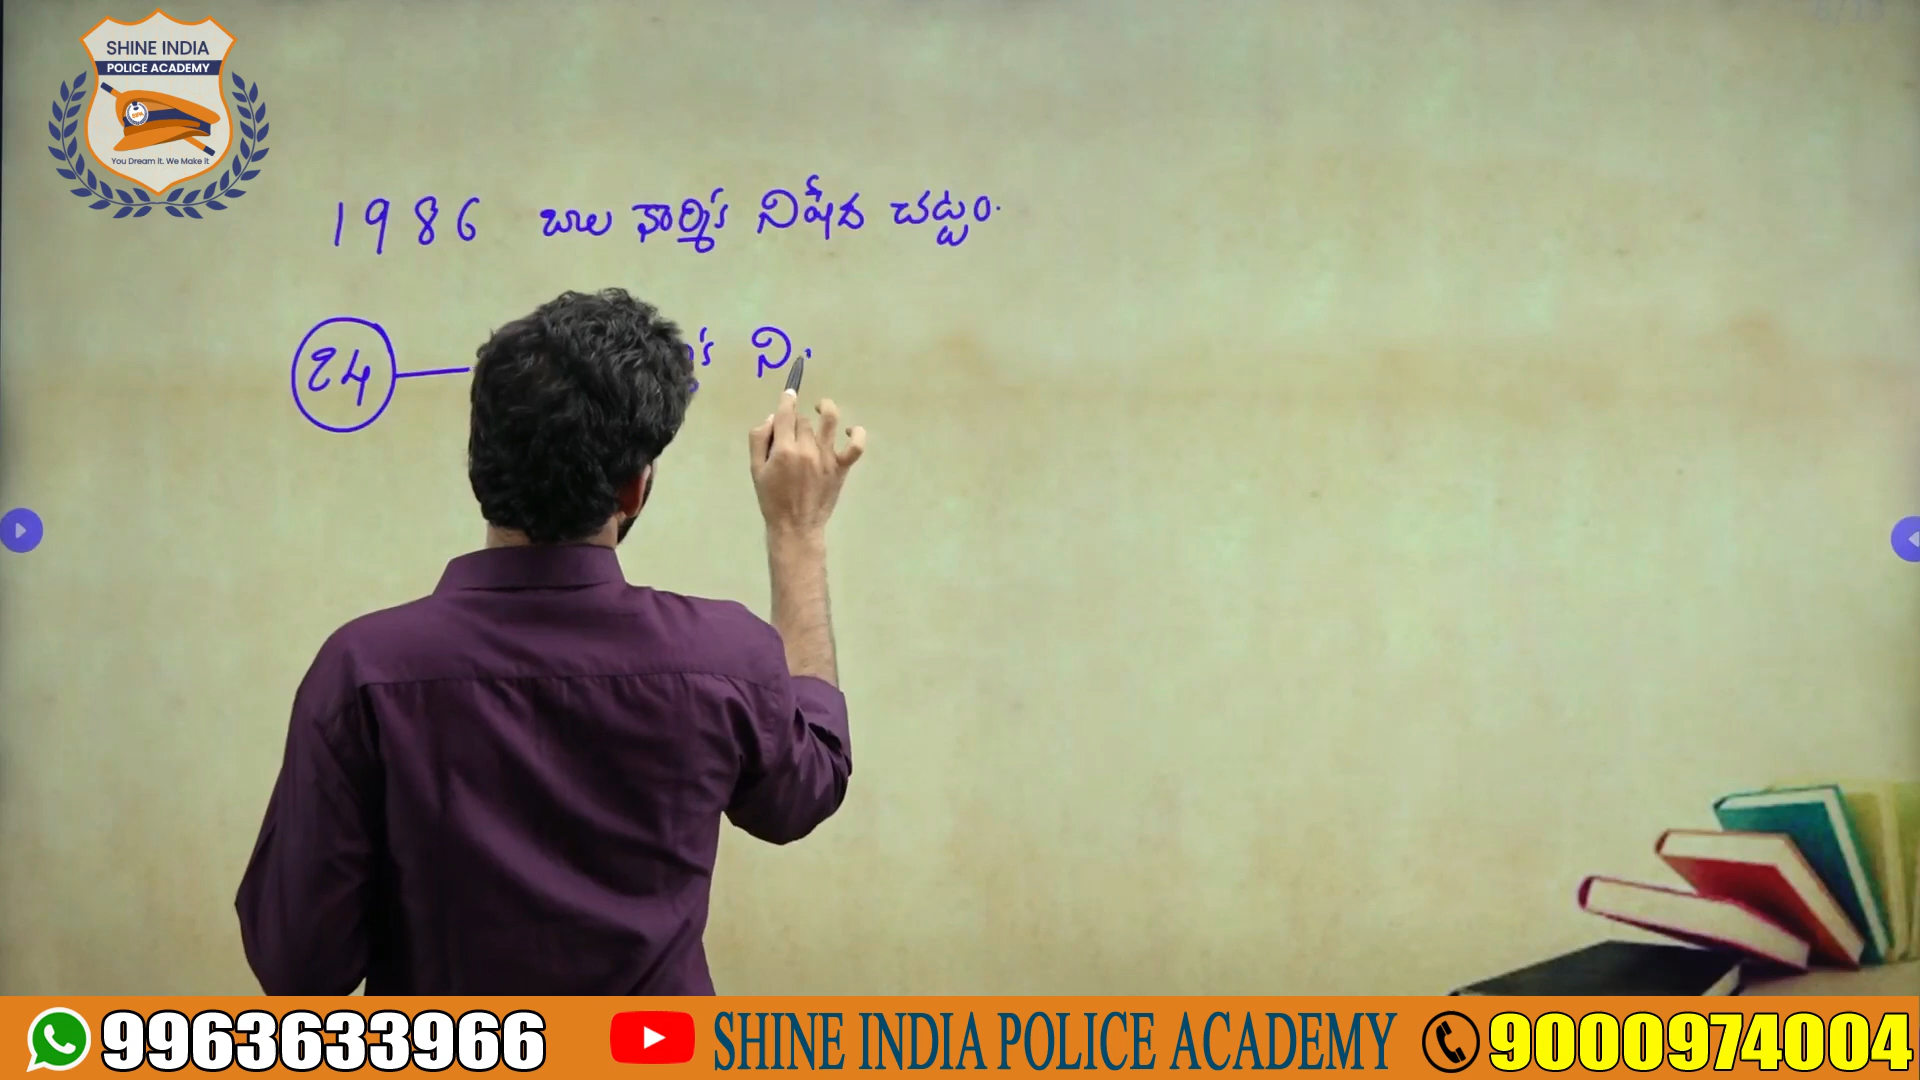 SHINE INDIA
POLICE ACADEMY
You Dream It. We Make It
1986 బాల కార్మిక నిషేద చట్టం.
24 ని
9963633966 SHINE INDIA POLICE ACADEMY 9000974004